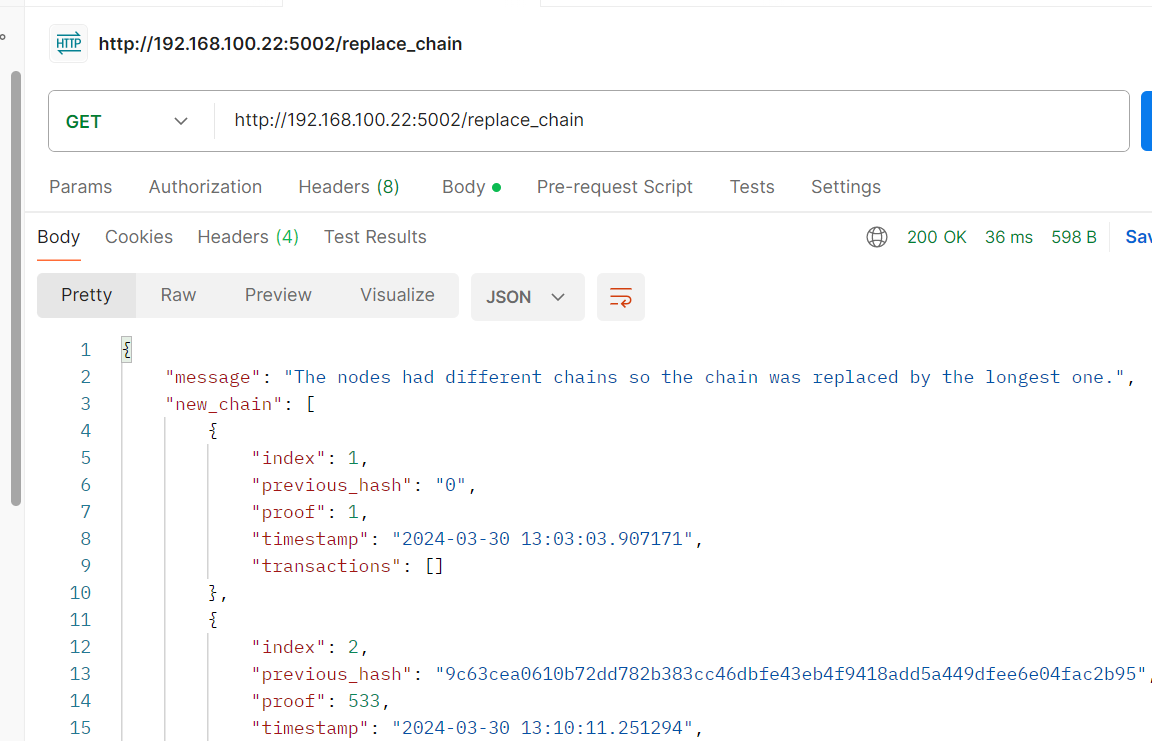 HTTP http://192.168.100.22:5002/replace_chain
GET http://192.168.100.22:5002/replace_chain
Params Authorization Headers (8) Body Pre-request Script Tests Settings
Body Cookies Headers (4) Test Results 200 OK 36 ms 598 B Sav
Pretty Raw Preview Visualize JSON
1 {
2 "message": "The nodes had different chains so the chain was replaced by the longest one.",
3 "new_chain": [
4 {
5 "index": 1,
6 "previous_hash": "0",
7 "proof": 1,
8 "timestamp": "2024-03-30 13:03:03.907171",
9 "transactions": []
10 },
11 {
12 "index": 2,
13 "previous_hash": "9c63cea0610b72dd782b383cc46dbfe43eb4f9418add5a449dfee6e04fac2b95",
14 "proof": 533,
15 "timestamp": "2024-03-30 13:10:11.251294",